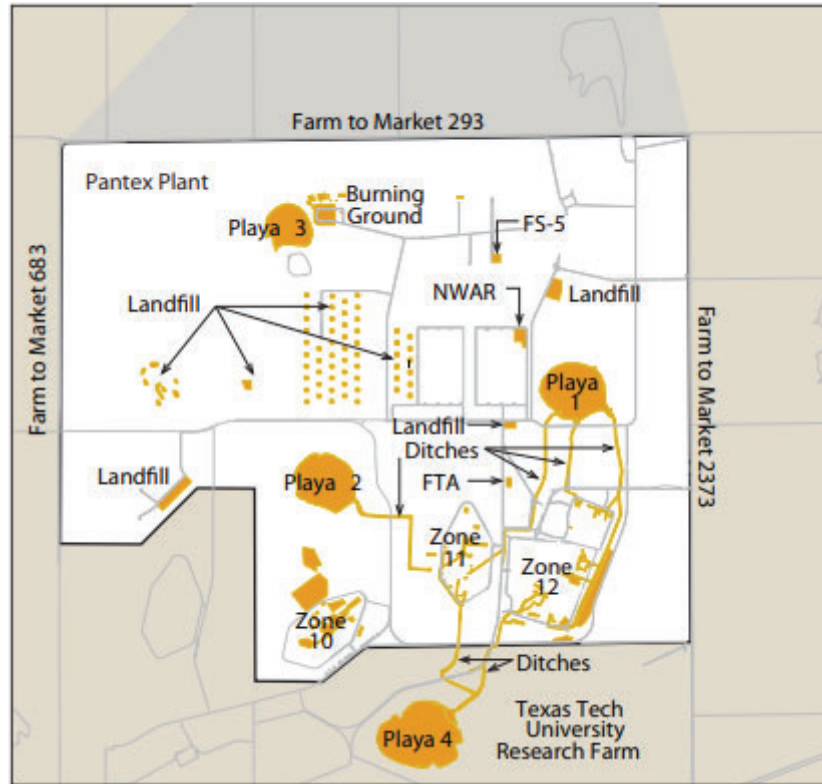 Farm to Market 293
Pantex Plant
Burning
Ground
Playa 3
FS-5
Farm to Market 683
Landfill
NWAR
Landfill
Farm to Market 2373
Playa
1
Landfill
Ditches
Landfill
Playa 2
FTA
Zone
11
Zone
12
Zone
10
Ditches
Playa 4
Texas Tech
University
Research Farm